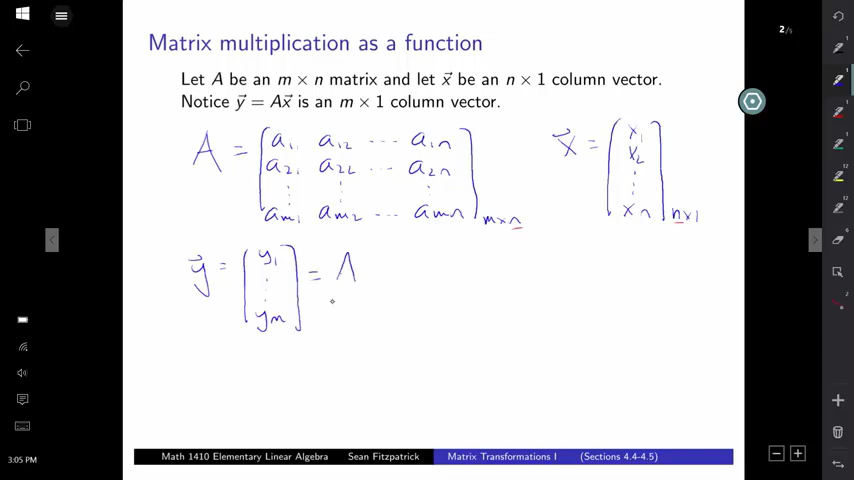 2/5
Matrix multiplication as a function
Let A be an m × n matrix and let x⃗ be an n × 1 column vector.
Notice y⃗ = Ax⃗ is an m × 1 column vector.
A = [ a11 a12 ... a1n
a21 a22 ... a2n
⋮ ⋮ ⋮
am1 am2 ... amn ] m×n
x⃗ = [ x1
x2
⋮
xn ] n×1
y⃗ = [ y1
⋮
ym ] = A
3:05 PM
Math 1410 Elementary Linear Algebra Sean Fitzpatrick Matrix Transformations I (Sections 4.4-4.5)